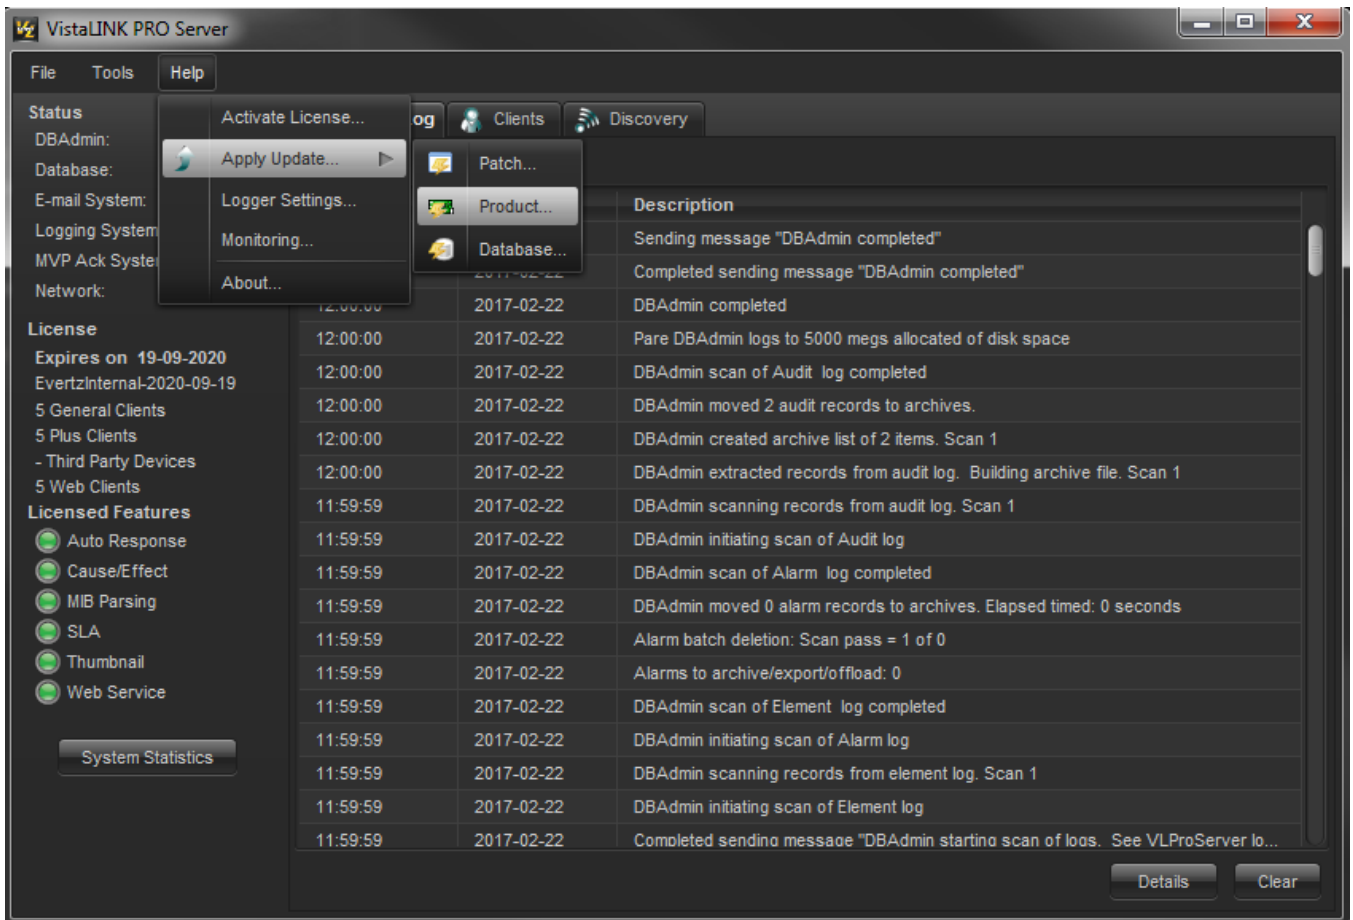 VistaLINK PRO Server
File Tools Help
Status
DBAdmin:
Database:
E-mail System:
Logging System
MVP Ack Syste
Network:
License
Expires on 19-09-2020
EvertzInternal-2020-09-19
5 General Clients
5 Plus Clients
- Third Party Devices
5 Web Clients
Licensed Features
Auto Response
Cause/Effect
MIB Parsing
SLA
Thumbnail
Web Service
System Statistics
Activate License...
Apply Update...
Logger Settings...
Monitoring...
About...
Patch...
Product...
Database...
og Clients Discovery
Description
Sending message "DBAdmin completed"
2017-02-22 Completed sending message "DBAdmin completed"
12:00:00 2017-02-22 DBAdmin completed
12:00:00 2017-02-22 Pare DBAdmin logs to 5000 megs allocated of disk space
12:00:00 2017-02-22 DBAdmin scan of Audit log completed
12:00:00 2017-02-22 DBAdmin moved 2 audit records to archives.
12:00:00 2017-02-22 DBAdmin created archive list of 2 items. Scan 1
12:00:00 2017-02-22 DBAdmin extracted records from audit log. Building archive file. Scan 1
11:59:59 2017-02-22 DBAdmin scanning records from audit log. Scan 1
11:59:59 2017-02-22 DBAdmin initiating scan of Audit log
11:59:59 2017-02-22 DBAdmin scan of Alarm log completed
11:59:59 2017-02-22 DBAdmin moved 0 alarm records to archives. Elapsed timed: 0 seconds
11:59:59 2017-02-22 Alarm batch deletion: Scan pass = 1 of 0
11:59:59 2017-02-22 Alarms to archive/export/offload: 0
11:59:59 2017-02-22 DBAdmin scan of Element log completed
11:59:59 2017-02-22 DBAdmin initiating scan of Alarm log
11:59:59 2017-02-22 DBAdmin scanning records from element log. Scan 1
11:59:59 2017-02-22 DBAdmin initiating scan of Element log
11:59:59 2017-02-22 Completed sending message "DBAdmin starting scan of logs. See VLProServer lo...
Details Clear